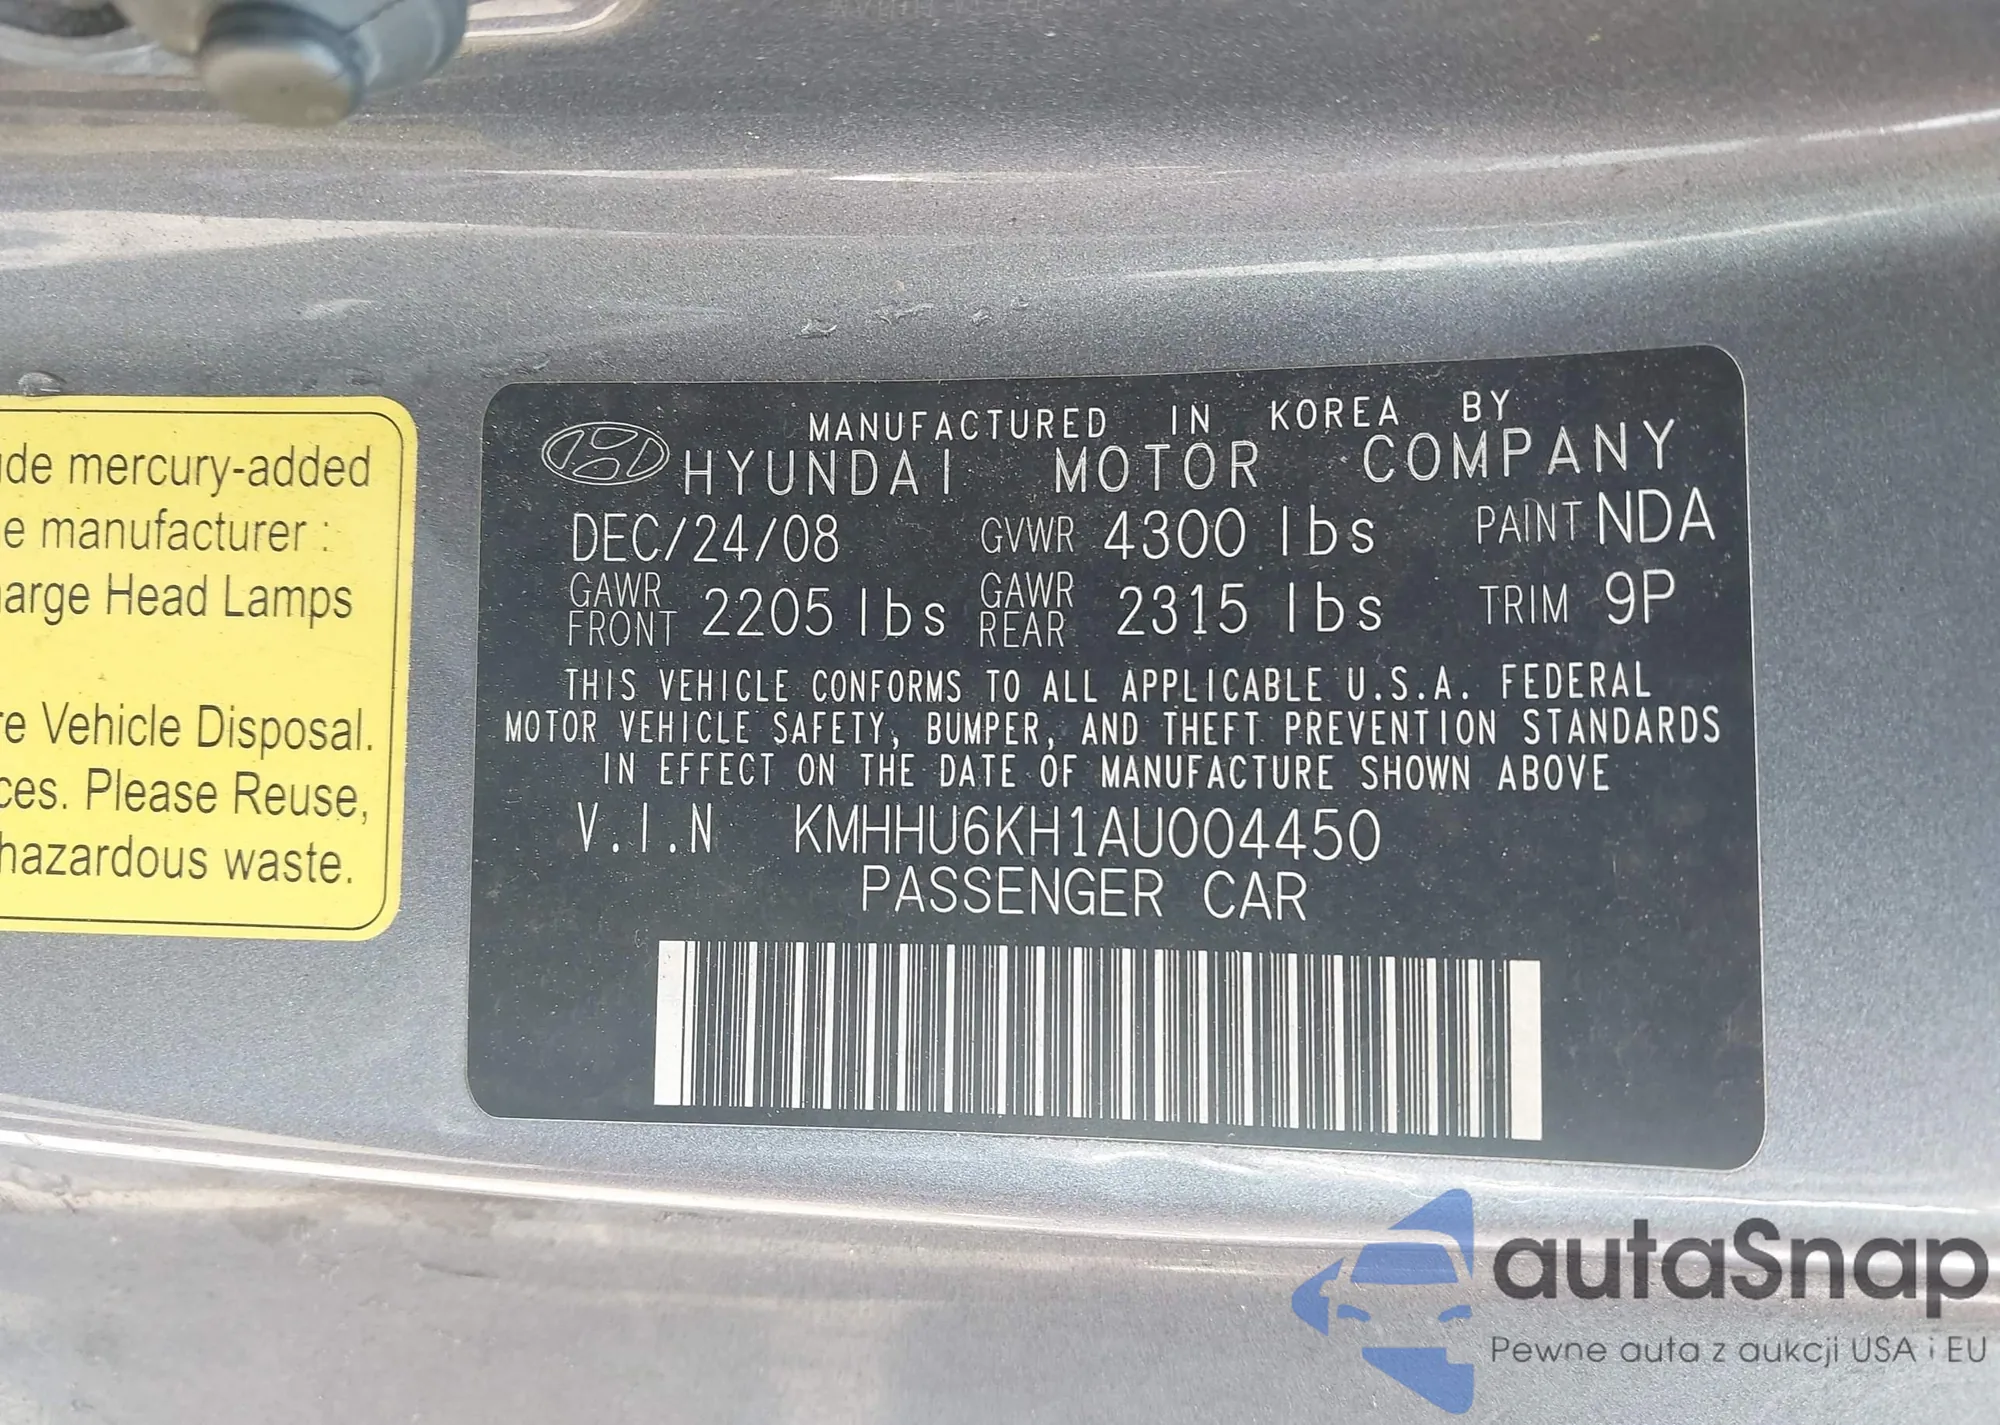 de mercury-added
e manufacturer :
arge Head Lamps
re Vehicle Disposal.
ces. Please Reuse,
hazardous waste.
MANUFACTURED IN KOREA BY
HYUNDAI MOTOR COMPANY
DEC/24/08 GVWR 4300 lbs PAINT NDA
GAWR FRONT 2205 lbs GAWR REAR 2315 lbs TRIM 9P
THIS VEHICLE CONFORMS TO ALL APPLICABLE U.S.A. FEDERAL
MOTOR VEHICLE SAFETY, BUMPER, AND THEFT PREVENTION STANDARDS
IN EFFECT ON THE DATE OF MANUFACTURE SHOWN ABOVE
V.I.N KMHHU6KH1AU004450
PASSENGER CAR
autaSnap
Pewne auta z aukcji USA i EU